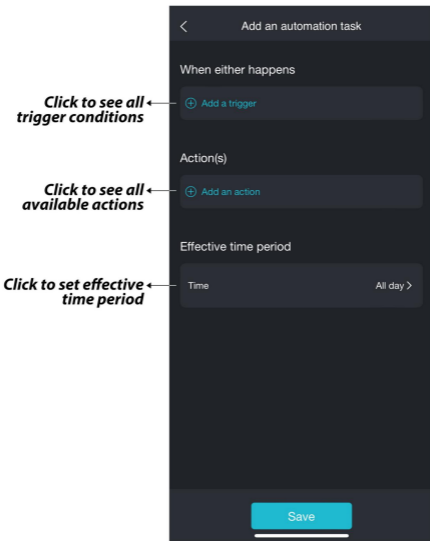 Add an automation task
When either happens
Click to see all
trigger conditions
Add a trigger
Action(s)
Click to see all
available actions
Add an action
Effective time period
Click to set effective
time period
Time
All day
Save